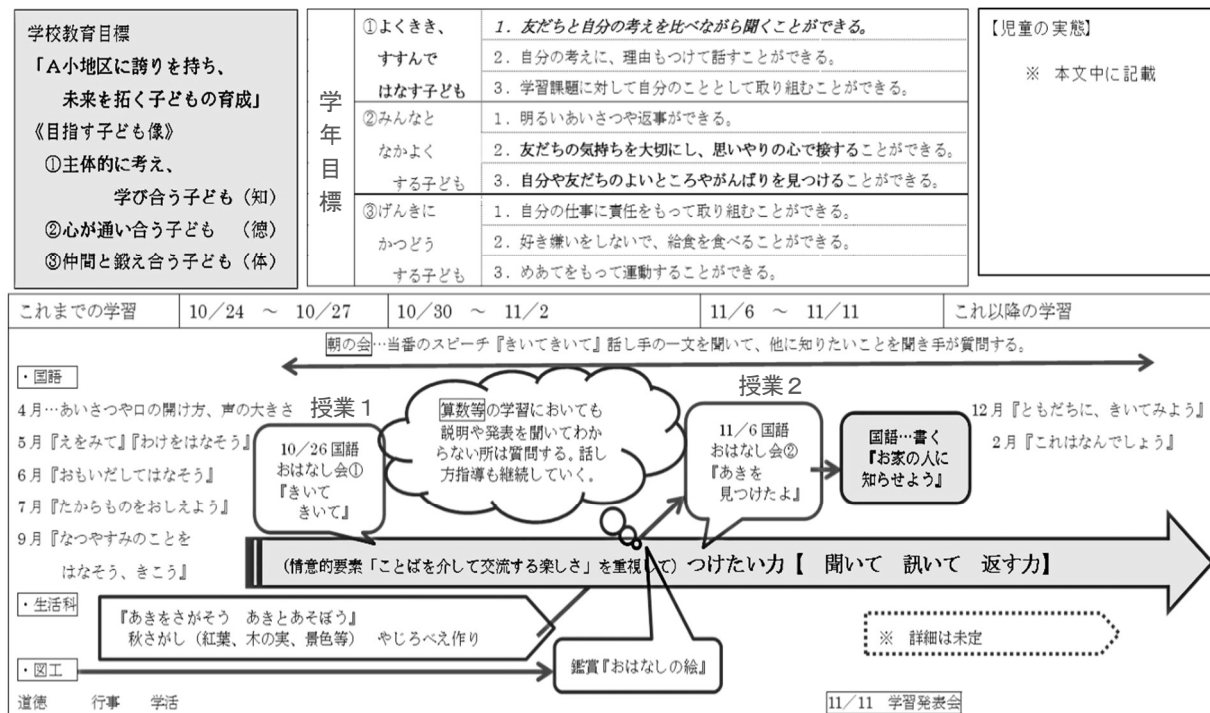 学校教育目標
「A小地区に誇りを持ち、
未来を拓く子どもの育成」
《目指す子ども像》
①主体的に考え、
学び合う子ども（知）
②心が通い合う子ども （徳）
③仲間と鍛え合う子ども（体）
学年目標
①よくきき、
すすんで
はなす子ども
1．友だちと自分の考えを比べながら聞くことができる。
2．自分の考えに、理由もつけて話すことができる。
3．学習課題に対して自分のこととして取り組むことができる。
②みんなと
なかよく
する子ども
1．明るいあいさつや返事ができる。
2．友だちの気持ちを大切にし、思いやりの心で接することができる。
3．自分や友だちのよいところやがんばりを見つけることができる。
③げんきに
かつどう
する子ども
1．自分の仕事に責任をもって取り組むことができる。
2．好き嫌いをしないで、給食を食べることができる。
3．めあてをもって運動することができる。
【児童の実態】
※ 本文中に記載
これまでの学習
10/24 ～ 10/27
10/30 ～ 11/2
11/6 ～ 11/11
これ以降の学習
朝の会…当番のスピーチ『きいてきいて』話し手の一文を聞いて、他に知りたいことを聞き手が質問する。
・国語
4月…あいさつや口の開け方、声の大きさ
5月『えをみて』『わけをはなそう』
6月『おもいだしてはなそう』
7月『たからものをおしえよう』
9月『なつやすみのことを
はなそう、きこう』
授業1
10/26 国語
おはなし会①
『きいて
きいて』
算数等の学習においても
説明や発表を聞いてわか
らない所は質問する。話し
方指導も継続していく。
授業2
11/6 国語
おはなし会②
『あきを
見つけたよ』
国語…書く
『お家の人に
知らせよう』
12月『ともだちに、きいてみよう』
2月『これはなんでしょう』
（情意的要素「ことばを介して交流する楽しさ」を重視して）つけたい力【 聞いて 訊いて 返す力】
・生活科
『あきをさがそう あきとあそぼう』
秋さがし（紅葉、木の実、景色等） やじろべえ作り
※ 詳細は未定
・図工
鑑賞『おはなしの絵』
道徳 行事 学活
11/11 学習発表会